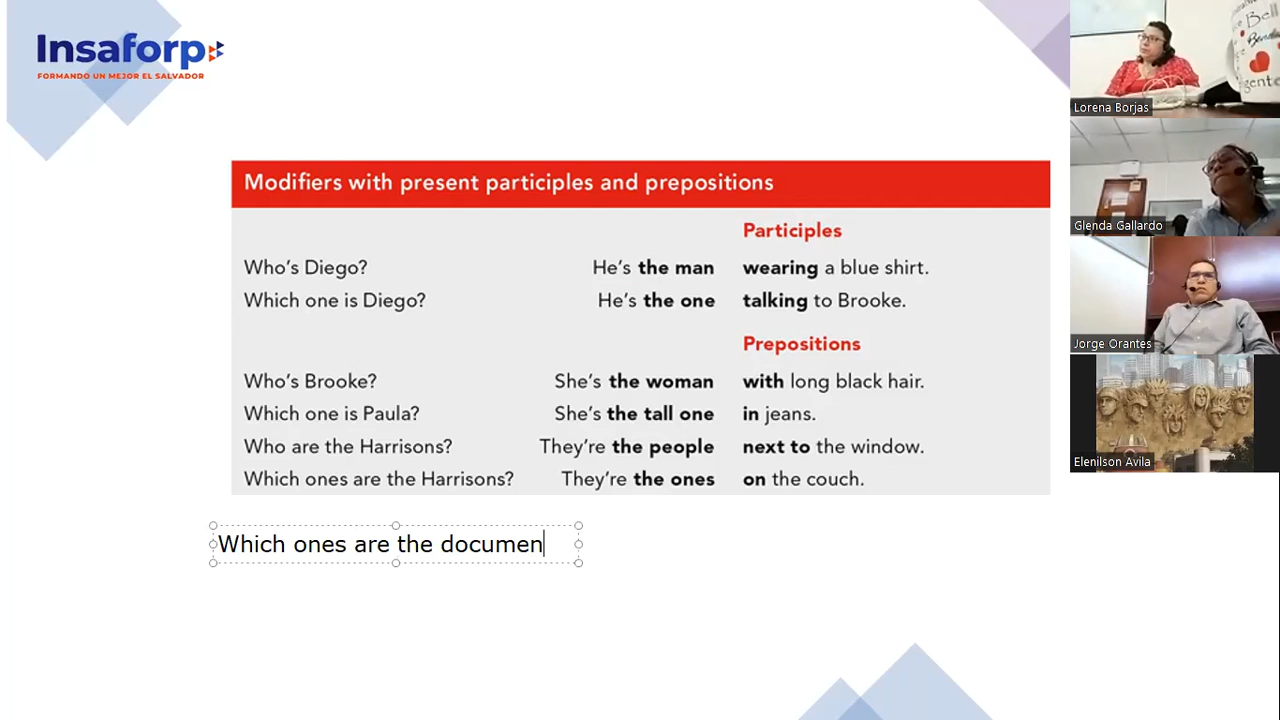 Insaforp
FORMANDO UN MEJOR EL SALVADOR
Modifiers with present participles and prepositions
Participles
Who's Diego? He's the man wearing a blue shirt.
Which one is Diego? He's the one talking to Brooke.
Prepositions
Who's Brooke? She's the woman with long black hair.
Which one is Paula? She's the tall one in jeans.
Who are the Harrisons? They're the people next to the window.
Which ones are the Harrisons? They're the ones on the couch.
Which ones are the documen
Lorena Borjas
Glenda Gallardo
Jorge Orantes
Elenilson Avila